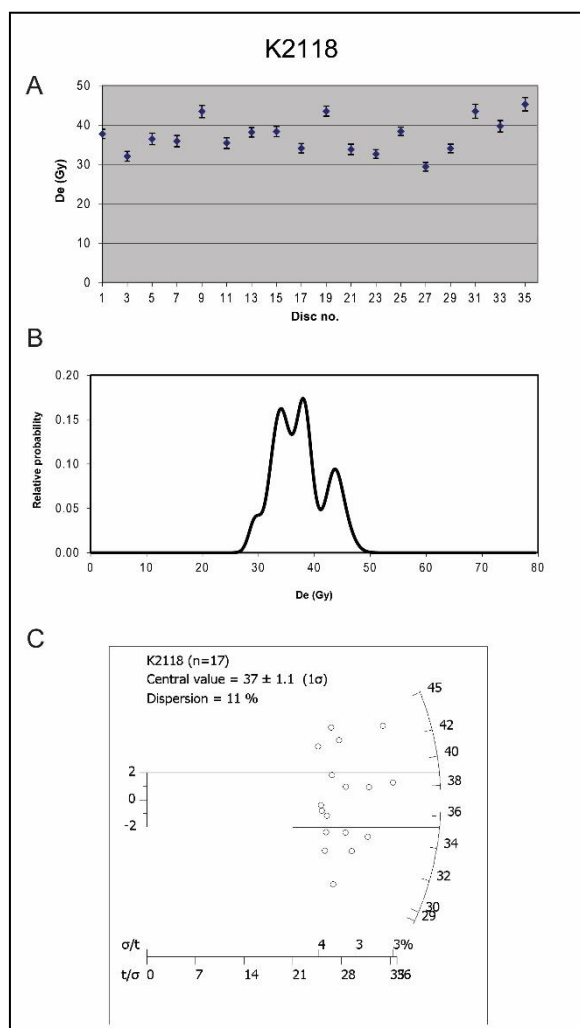 K2118
A
50
40
30
20
10
0
De (Gy)
1 3 5 7 9 11 13 15 17 19 21 23 25 27 29 31 33 35
Disc no.
B
0.20
0.15
0.10
0.05
0.00
Relative probability
0 10 20 30 40 50 60 70 80
De (Gy)
C
K2118 (n=17)
Central value = 37 ± 1.1 (1σ)
Dispersion = 11 %
45
42
40
38
36
34
32
30
29
2
0
-2
σ/t 4 3 3%
t/σ 0 7 14 21 28 35 36